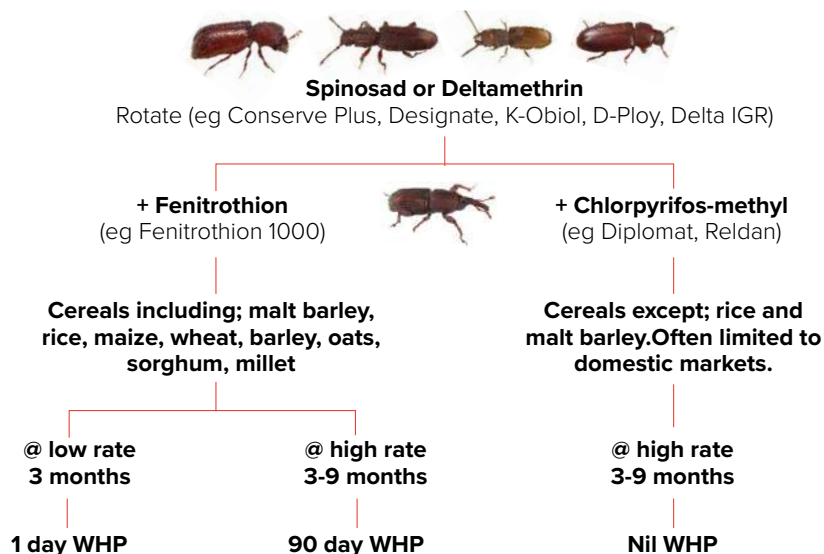 Spinosad or Deltamethrin
Rotate (eg Conserve Plus, Designate, K-Obiol, D-Ploy, Delta IGR)
+ Fenitrothion
(eg Fenitrothion 1000)
+ Chlorpyrifos-methyl
(eg Diplomat, Reldan)
Cereals including; malt barley,
rice, maize, wheat, barley, oats,
sorghum, millet
Cereals except; rice and
malt barley.Often limited to
domestic markets.
@ low rate
3 months
@ high rate
3-9 months
@ high rate
3-9 months
1 day WHP
90 day WHP
Nil WHP